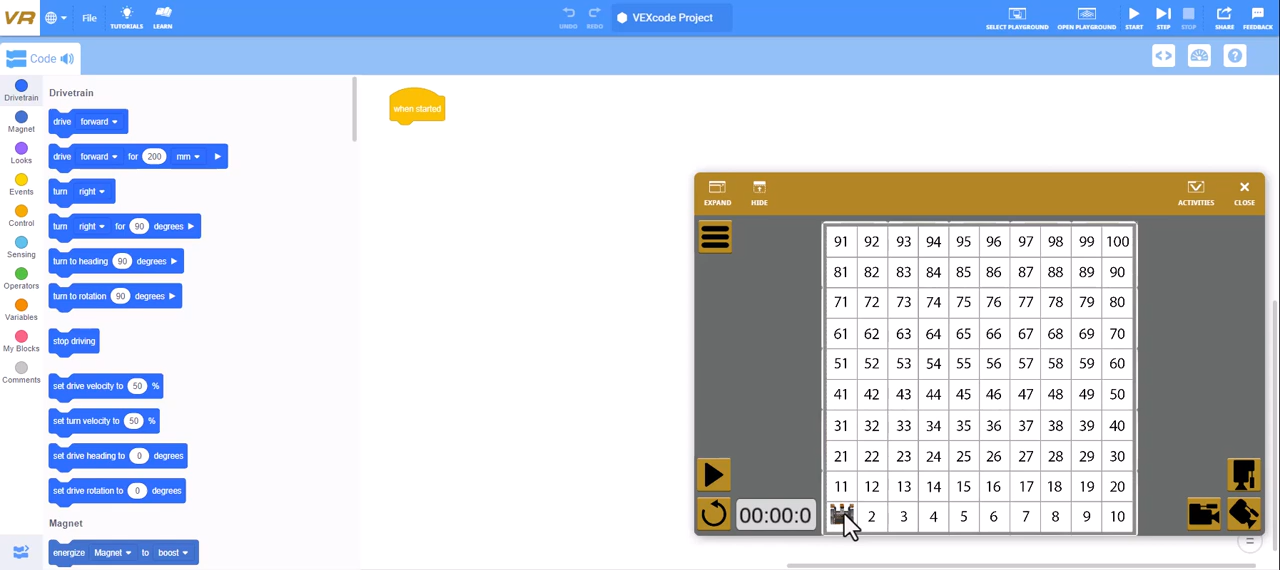 VR
File
TUTORIALS
LEARN
UNDO
REDO
VEXcode Project
SELECT PLAYGROUND
OPEN PLAYGROUND
START
STEP
STOP
SHARE
FEEDBACK
Code
Drivetrain
Magnet
Looks
Events
Control
Sensing
Operators
Variables
My Blocks
Comments
Drivetrain
drive forward
drive forward for 200 mm
turn right
turn right for 90 degrees
turn to heading 90 degrees
turn to rotation 90 degrees
stop driving
set drive velocity to 50 %
set turn velocity to 50 %
set drive heading to 0 degrees
set drive rotation to 0 degrees
Magnet
energize Magnet to boost
when started
EXPAND
HIDE
ACTIVITIES
CLOSE
91 92 93 94 95 96 97 98 99 100
81 82 83 84 85 86 87 88 89 90
71 72 73 74 75 76 77 78 79 80
61 62 63 64 65 66 67 68 69 70
51 52 53 54 55 56 57 58 59 60
41 42 43 44 45 46 47 48 49 50
31 32 33 34 35 36 37 38 39 40
21 22 23 24 25 26 27 28 29 30
11 12 13 14 15 16 17 18 19 20
2 3 4 5 6 7 8 9 10
00:00:0